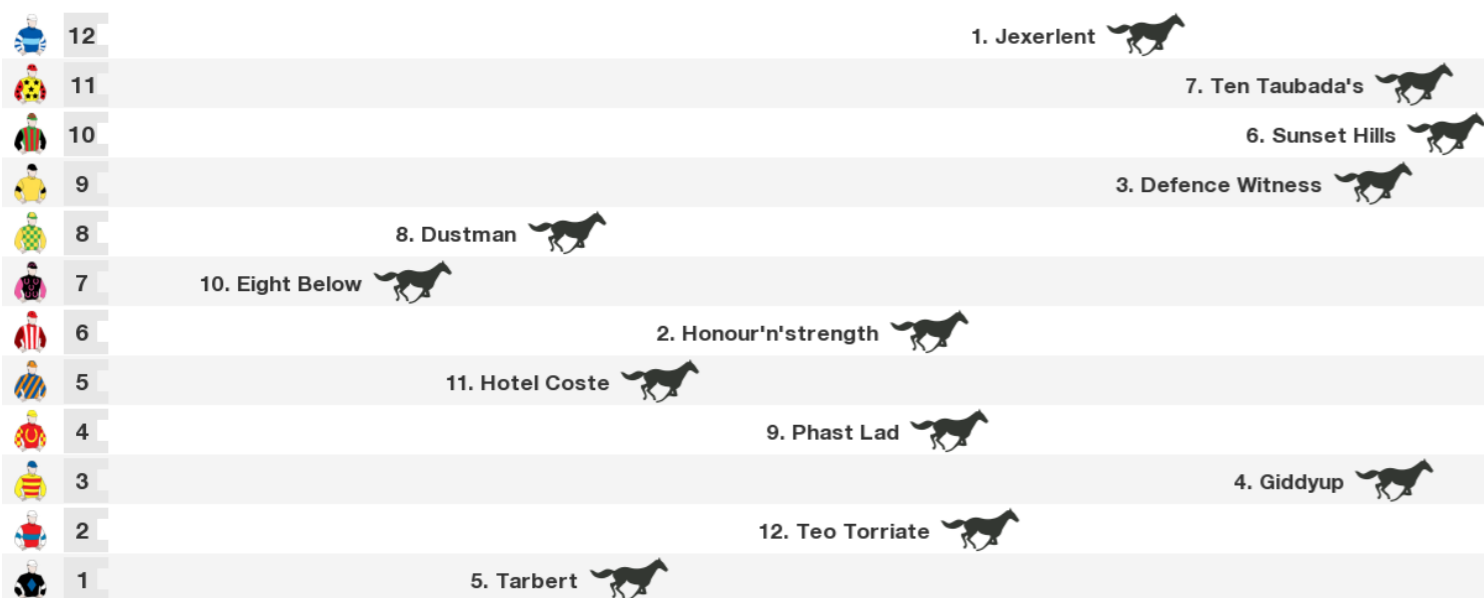 12 1. Jexerlent
11 7. Ten Taubada's
10 6. Sunset Hills
9 3. Defence Witness
8 8. Dustman
7 10. Eight Below
6 2. Honour'n'strength
5 11. Hotel Coste
4 9. Phast Lad
3 4. Giddyup
2 12. Teo Torriate
1 5. Tarbert